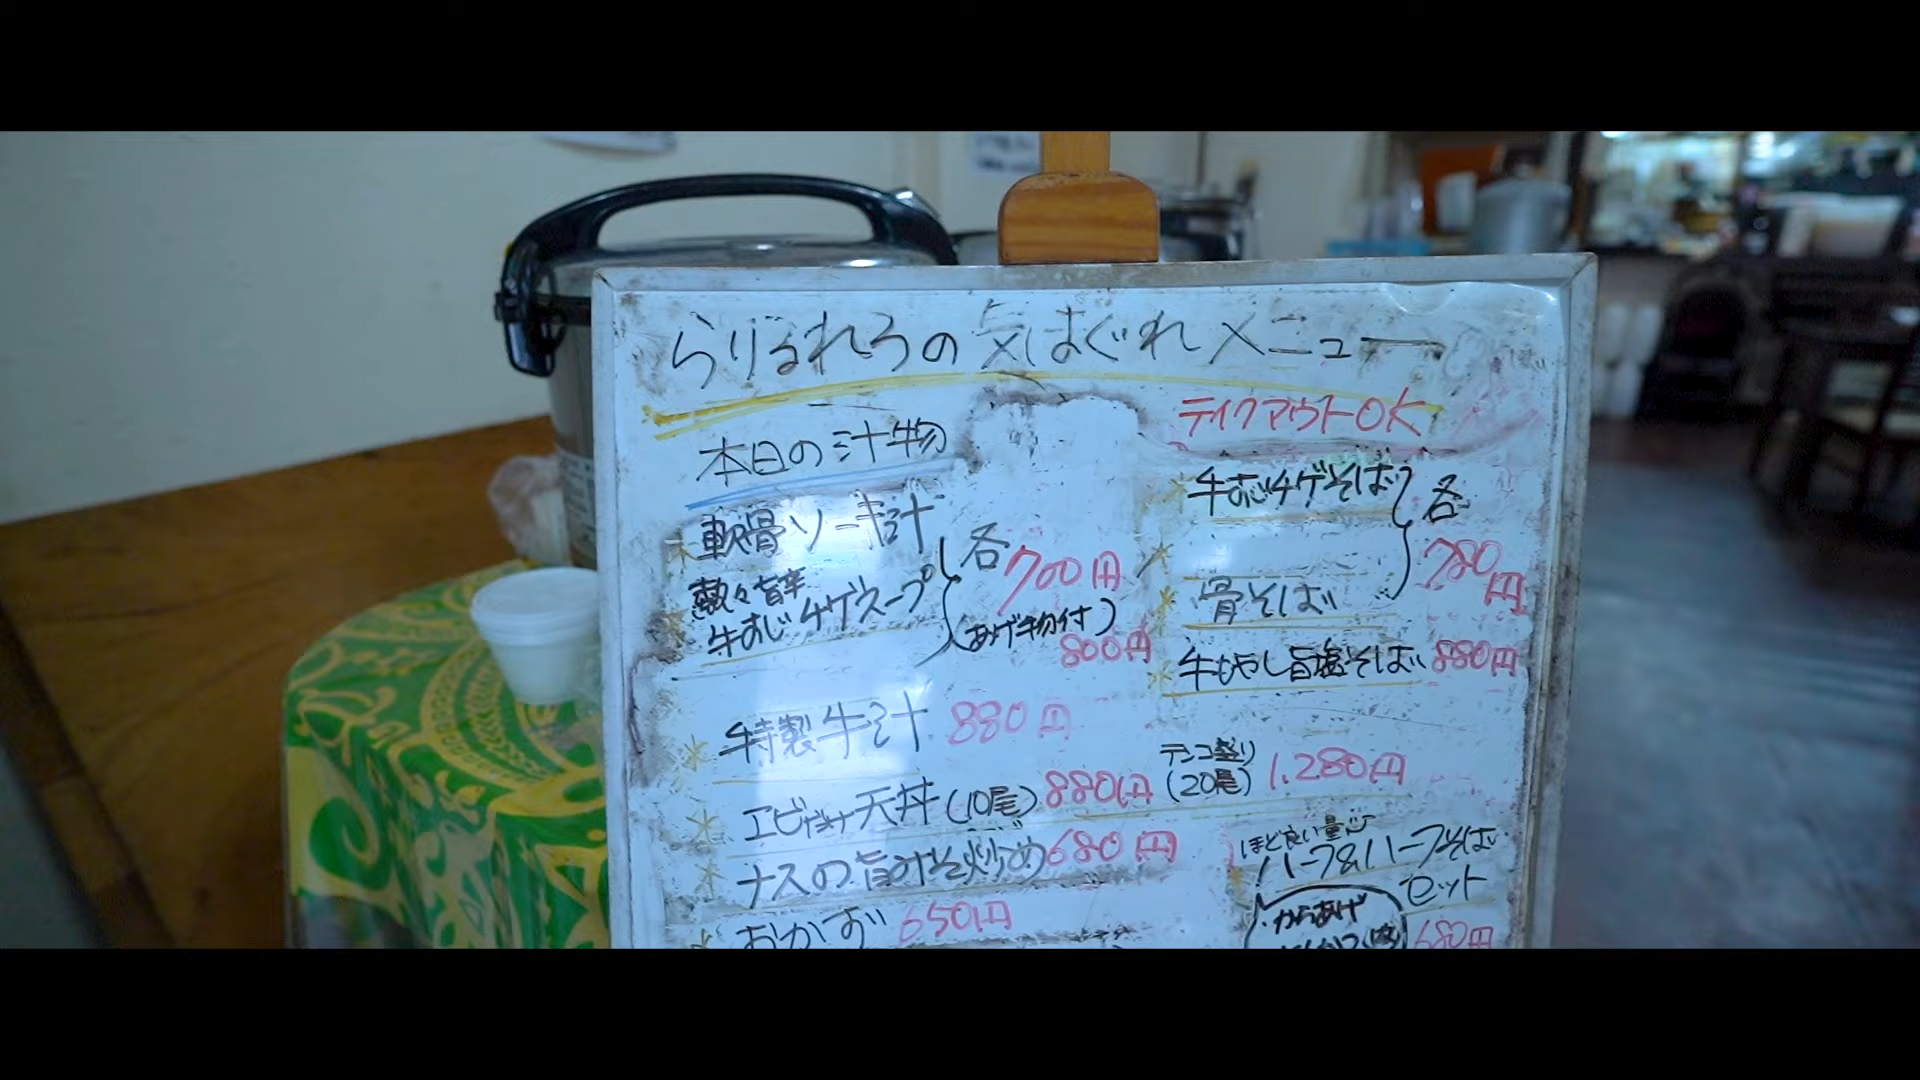 らりるれろの気まぐれメニュー
テイクアウトOK
本日の汁物
軟骨ソーキ汁
熱々旨辛
牛すじチゲスープ
各700円
(あげ物付)
800円
特製牛汁 880円
エビ 天丼(10尾) 880円
テンコ盛り
(20尾) 1.280円
ナスの旨みそ炒め 680円
おかず 650円
牛すじチゲそば
各
780円
骨そば
牛もやし旨塩そば 880円
ほど良い量
ハーフ&ハーフそば
セット
からあげ
680円